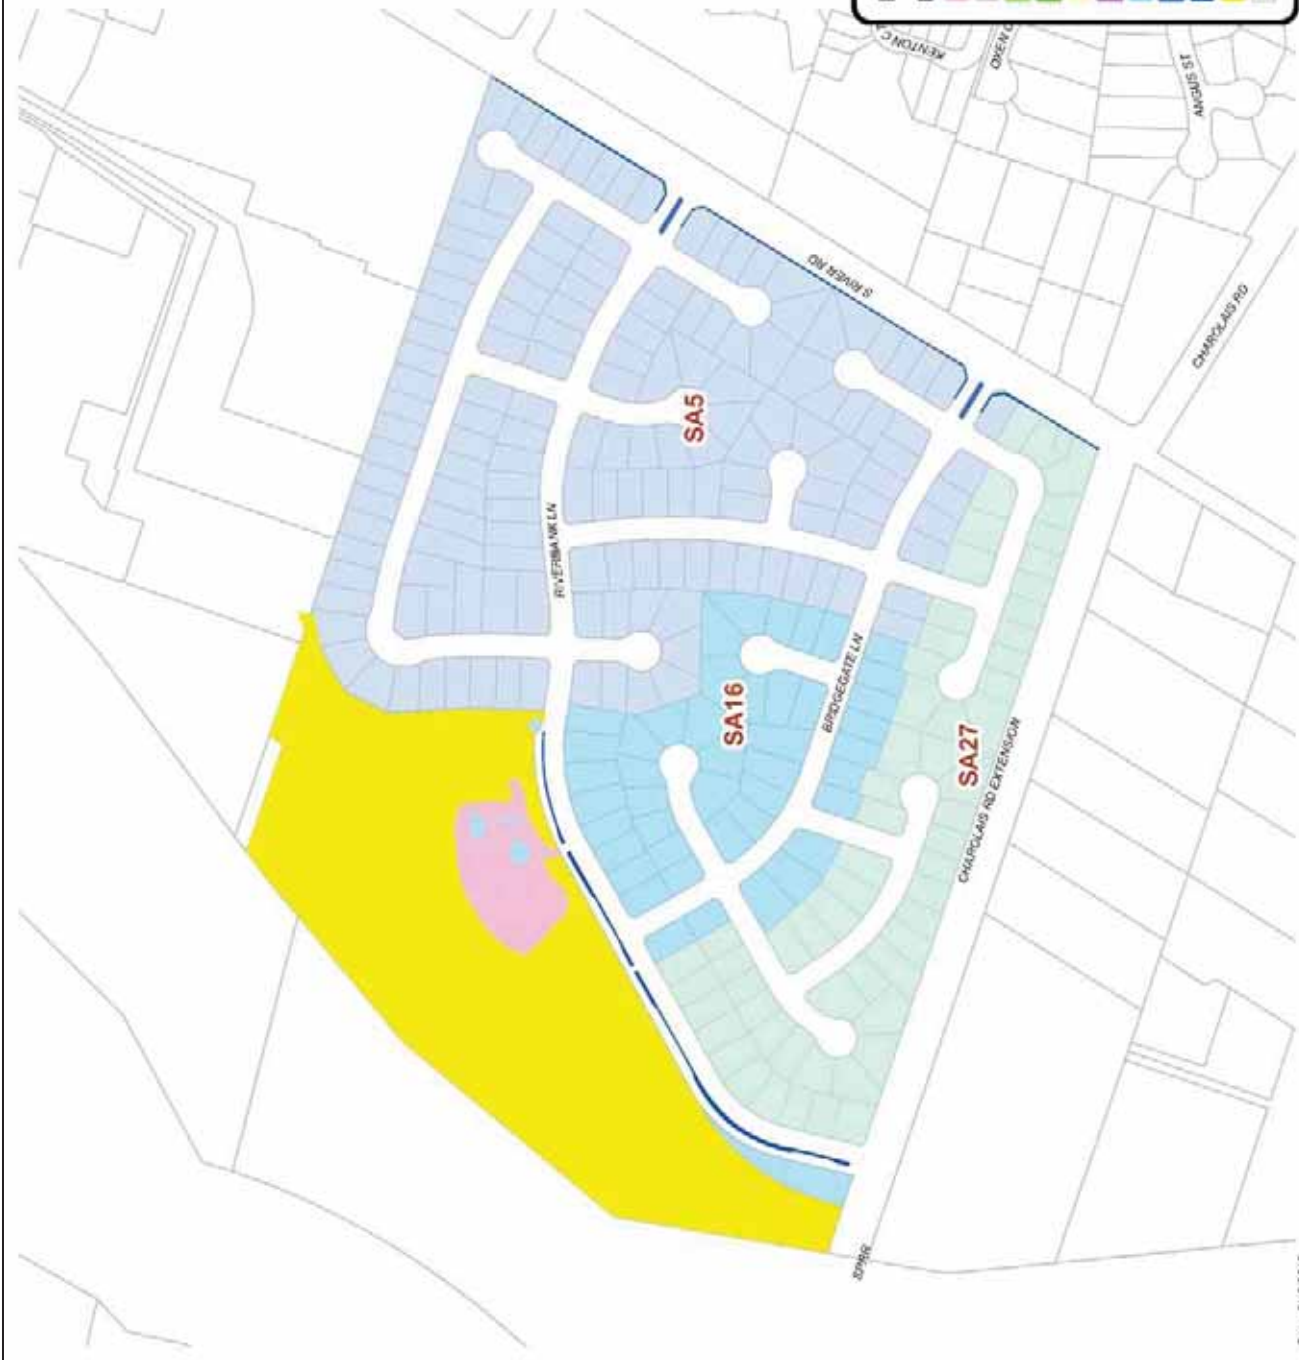 KENTON C
OXEN C
ANGUS ST
S RIVER RD
CHAROLAIS RD
SA5
RIVERBANK LN
SA16
BRIDGEGATE LN
SA27
CHAROLAIS RD EXTENSION
SPRR